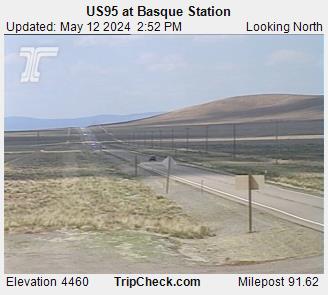 US95 at Basque Station
Updated: May 12 2024  2:52 PM Looking North
Elevation 4460 TripCheck.com Milepost 91.62